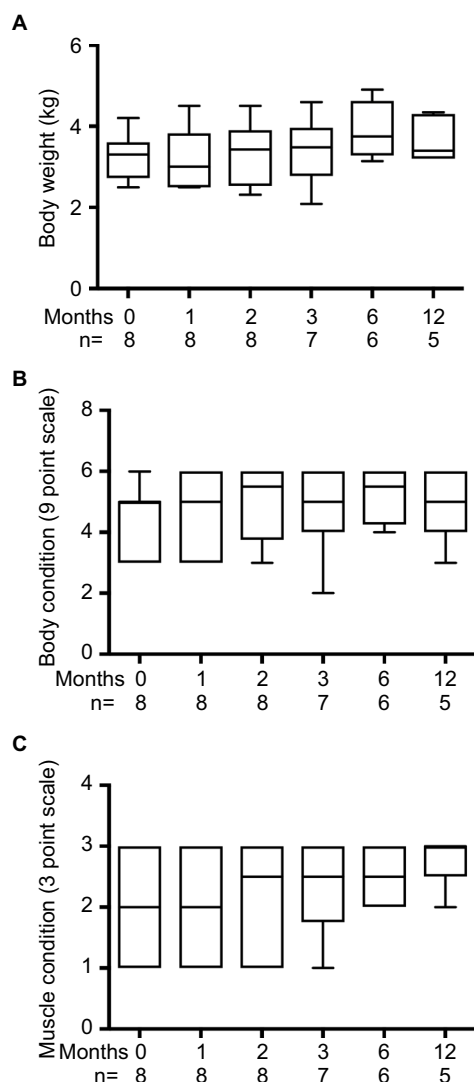 A
Body weight (kg)
6
4
2
0
Months 0 1 2 3 6 12
n= 8 8 8 7 6 5
B
Body condition (9 point scale)
8
6
4
2
0
Months 0 1 2 3 6 12
n= 8 8 8 7 6 5
C
Muscle condition (3 point scale)
4
3
2
1
0
Months 0 1 2 3 6 12
n= 8 8 8 7 6 5